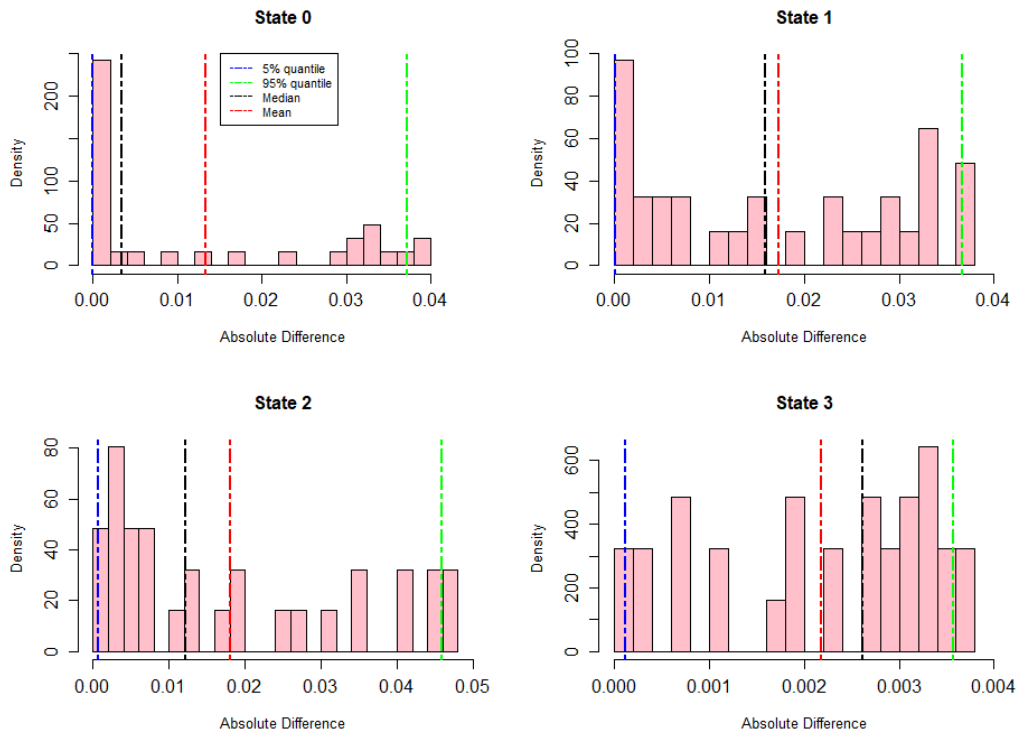 State 0
5% quantile
95% quantile
Median
Mean
Density
0 50 100 200
0.00 0.01 0.02 0.03 0.04
Absolute Difference
State 1
Density
0 20 40 60 80 100
0.00 0.01 0.02 0.03 0.04
Absolute Difference
State 2
Density
0 20 40 60 80
0.00 0.01 0.02 0.03 0.04 0.05
Absolute Difference
State 3
Density
0 200 400 600
0.000 0.001 0.002 0.003 0.004
Absolute Difference